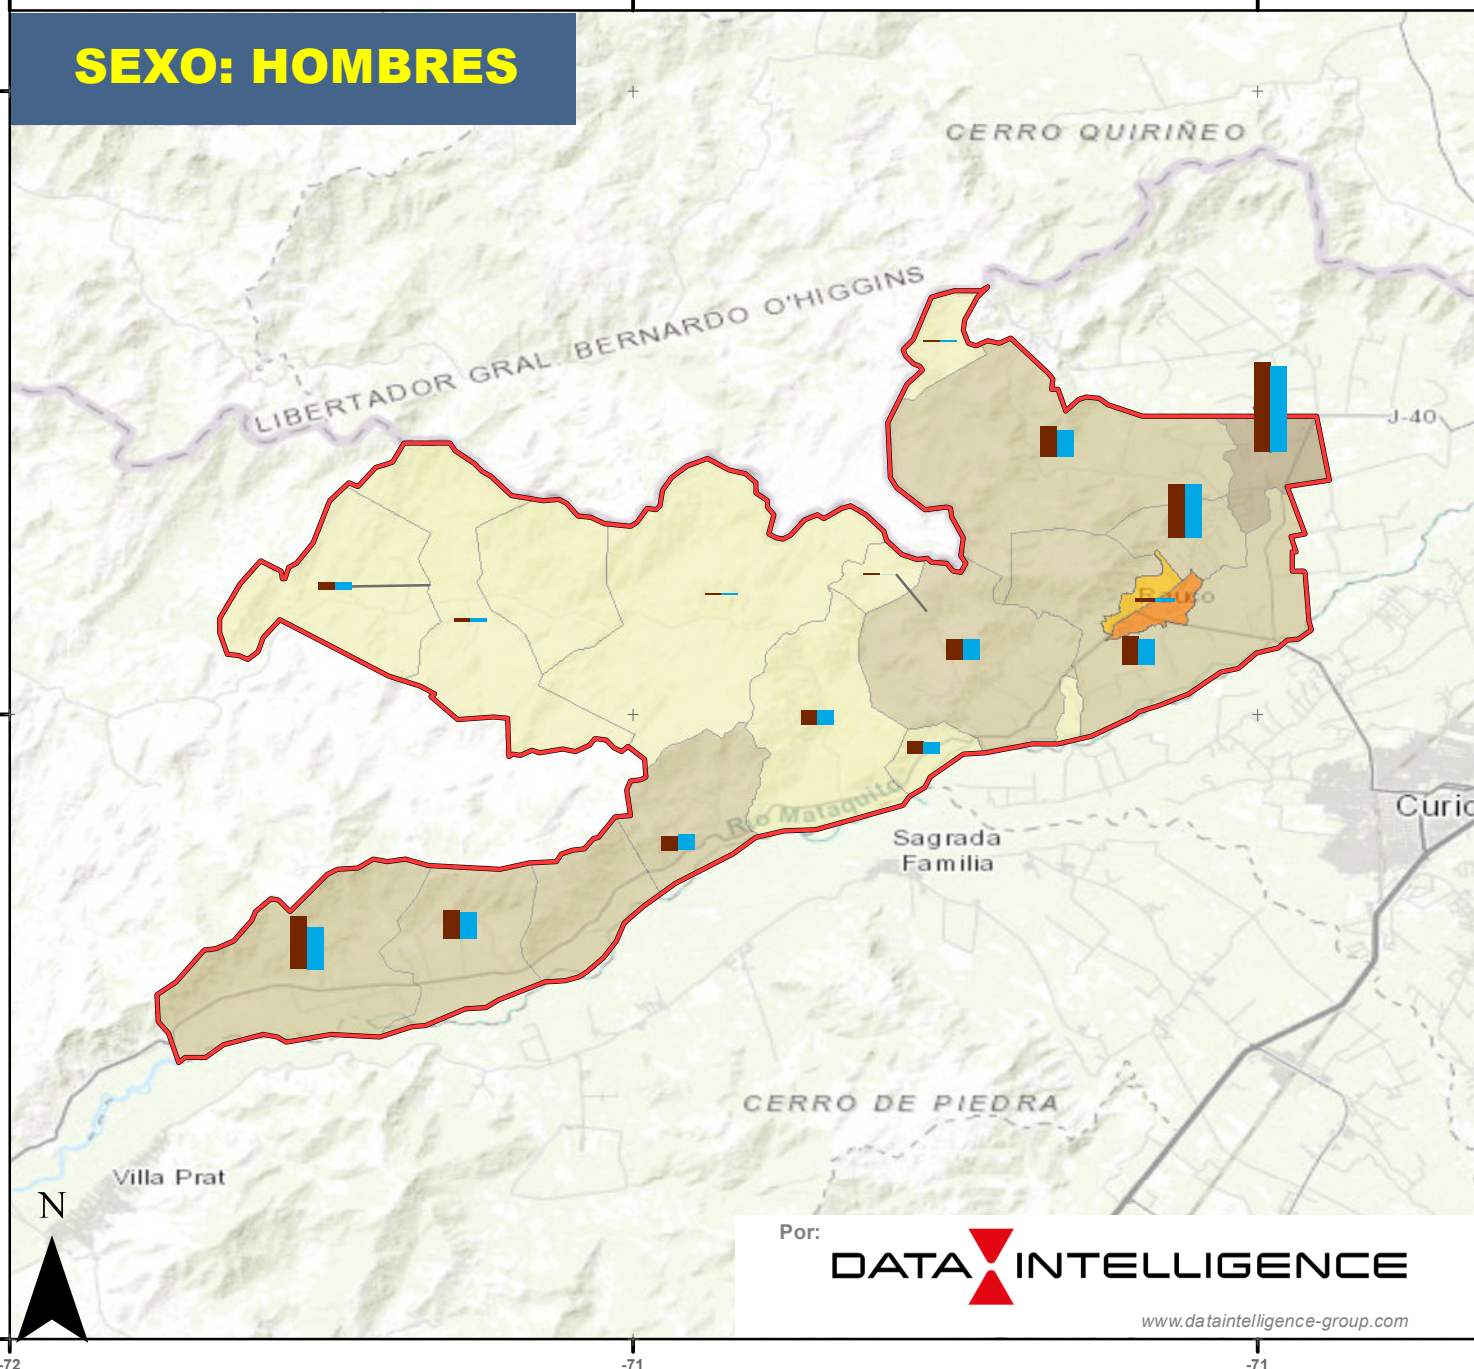 SEXO: HOMBRES
CERRO QUIRIÑEO
LIBERTADOR GRAL. BERNARDO O'HIGGINS
J-40
Rauco
Curic
Río Mataquito
Sagrada
Familia
CERRO DE PIEDRA
Villa Prat
N
Por:
DATA INTELLIGENCE
www.dataintelligence-group.com
-72
-71
-71